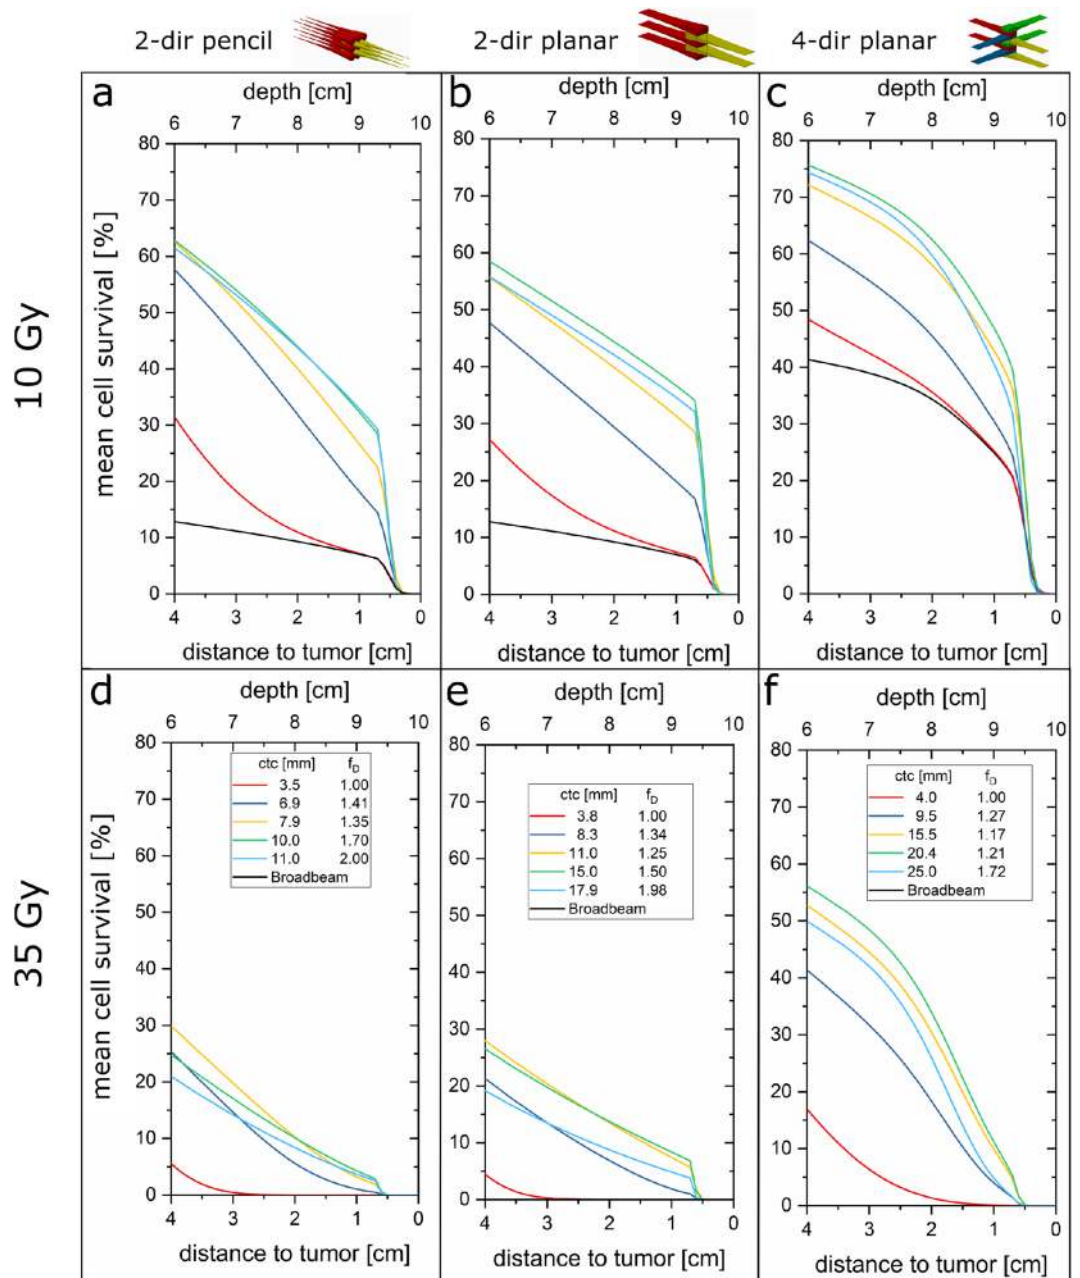 2-dir pencil 2-dir planar 4-dir planar
10 Gy
a
depth [cm]
6 7 8 9 10
mean cell survival [%]
80
70
60
50
40
30
20
10
0
4 3 2 1 0
distance to tumor [cm]
b
depth [cm]
6 7 8 9 10
80
70
60
50
40
30
20
10
0
4 3 2 1 0
distance to tumor [cm]
c
depth [cm]
6 7 8 9 10
80
70
60
50
40
30
20
10
0
4 3 2 1 0
distance to tumor [cm]
35 Gy
d
depth [cm]
6 7 8 9 10
mean cell survival [%]
80
70
60
50
40
30
20
10
0
ctc [mm] fD
3.5 1.00
6.9 1.41
7.9 1.35
10.0 1.70
11.0 2.00
Broadbeam
4 3 2 1 0
distance to tumor [cm]
e
depth [cm]
6 7 8 9 10
80
70
60
50
40
30
20
10
0
ctc [mm] fD
3.8 1.00
8.3 1.34
11.0 1.25
15.0 1.50
17.9 1.98
Broadbeam
4 3 2 1 0
distance to tumor [cm]
f
depth [cm]
6 7 8 9 10
80
70
60
50
40
30
20
10
0
ctc [mm] fD
4.0 1.00
9.5 1.27
15.5 1.17
20.4 1.21
25.0 1.72
Broadbeam
4 3 2 1 0
distance to tumor [cm]